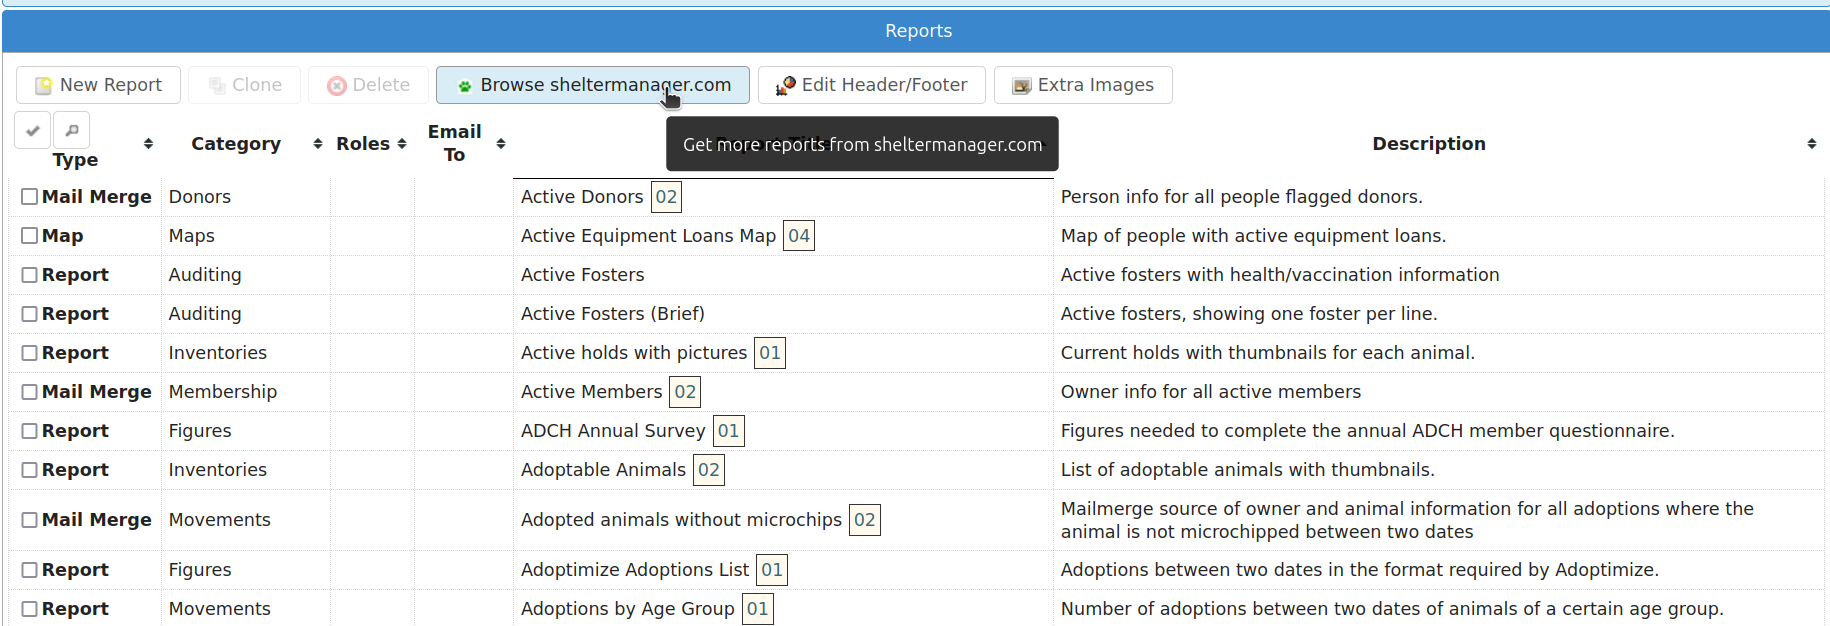 Reports
New Report Clone Delete Browse sheltermanager.com Edit Header/Footer Extra Images
Type Category Roles Email To Get more reports from sheltermanager.com Description
Mail Merge Donors Active Donors 02 Person info for all people flagged donors.
Map Maps Active Equipment Loans Map 04 Map of people with active equipment loans.
Report Auditing Active Fosters Active fosters with health/vaccination information
Report Auditing Active Fosters (Brief) Active fosters, showing one foster per line.
Report Inventories Active holds with pictures 01 Current holds with thumbnails for each animal.
Mail Merge Membership Active Members 02 Owner info for all active members
Report Figures ADCH Annual Survey 01 Figures needed to complete the annual ADCH member questionnaire.
Report Inventories Adoptable Animals 02 List of adoptable animals with thumbnails.
Mail Merge Movements Adopted animals without microchips 02 Mailmerge source of owner and animal information for all adoptions where the
animal is not microchipped between two dates
Report Figures Adoptimize Adoptions List 01 Adoptions between two dates in the format required by Adoptimize.
Report Movements Adoptions by Age Group 01 Number of adoptions between two dates of animals of a certain age group.